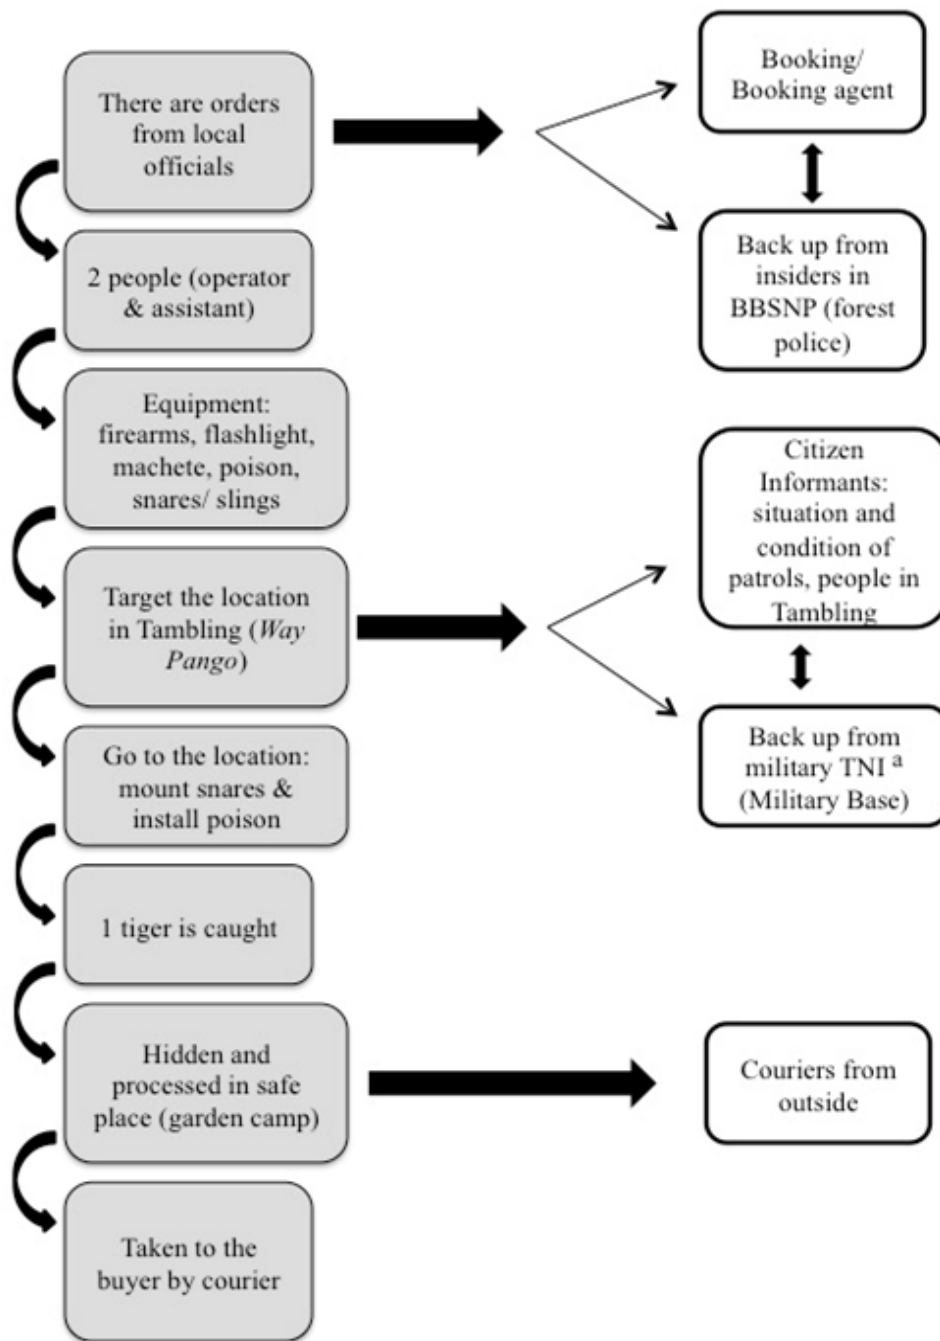 There are orders
from local
officials
Booking/
Booking agent
2 people (operator
& assistant)
Back up from
insiders in
BBSNP (forest
police)
Equipment:
firearms, flashlight,
machete, poison,
snares/ slings
Citizen
Informants:
situation and
condition of
patrols, people in
Tambling
Target the location
in Tambling (Way
Pango)
Back up from
military TNI a
(Military Base)
Go to the location:
mount snares &
install poison
1 tiger is caught
Hidden and
processed in safe
place (garden camp)
Couriers from
outside
Taken to the
buyer by courier